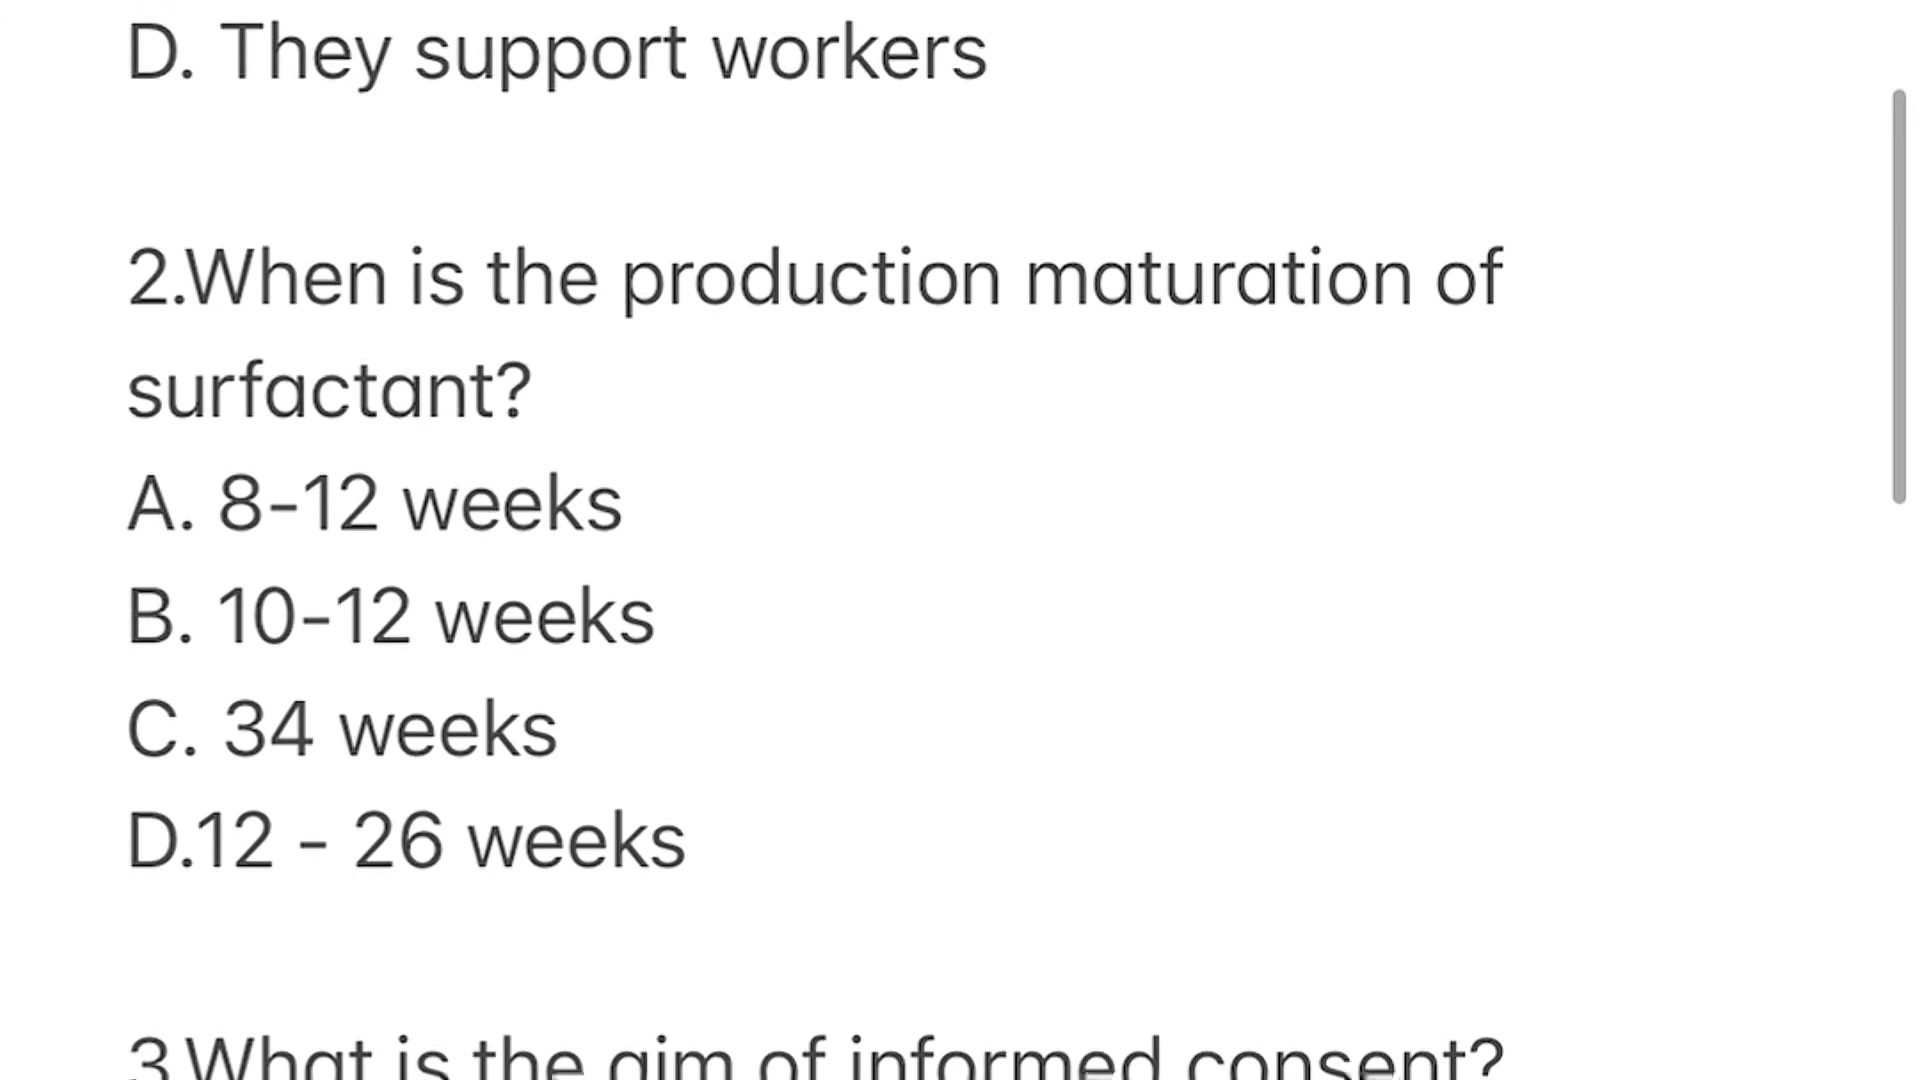 D. They support workers
2.When is the production maturation of
surfactant?
A. 8-12 weeks
B. 10-12 weeks
C. 34 weeks
D.12 - 26 weeks
3.What is the aim of informed consent?